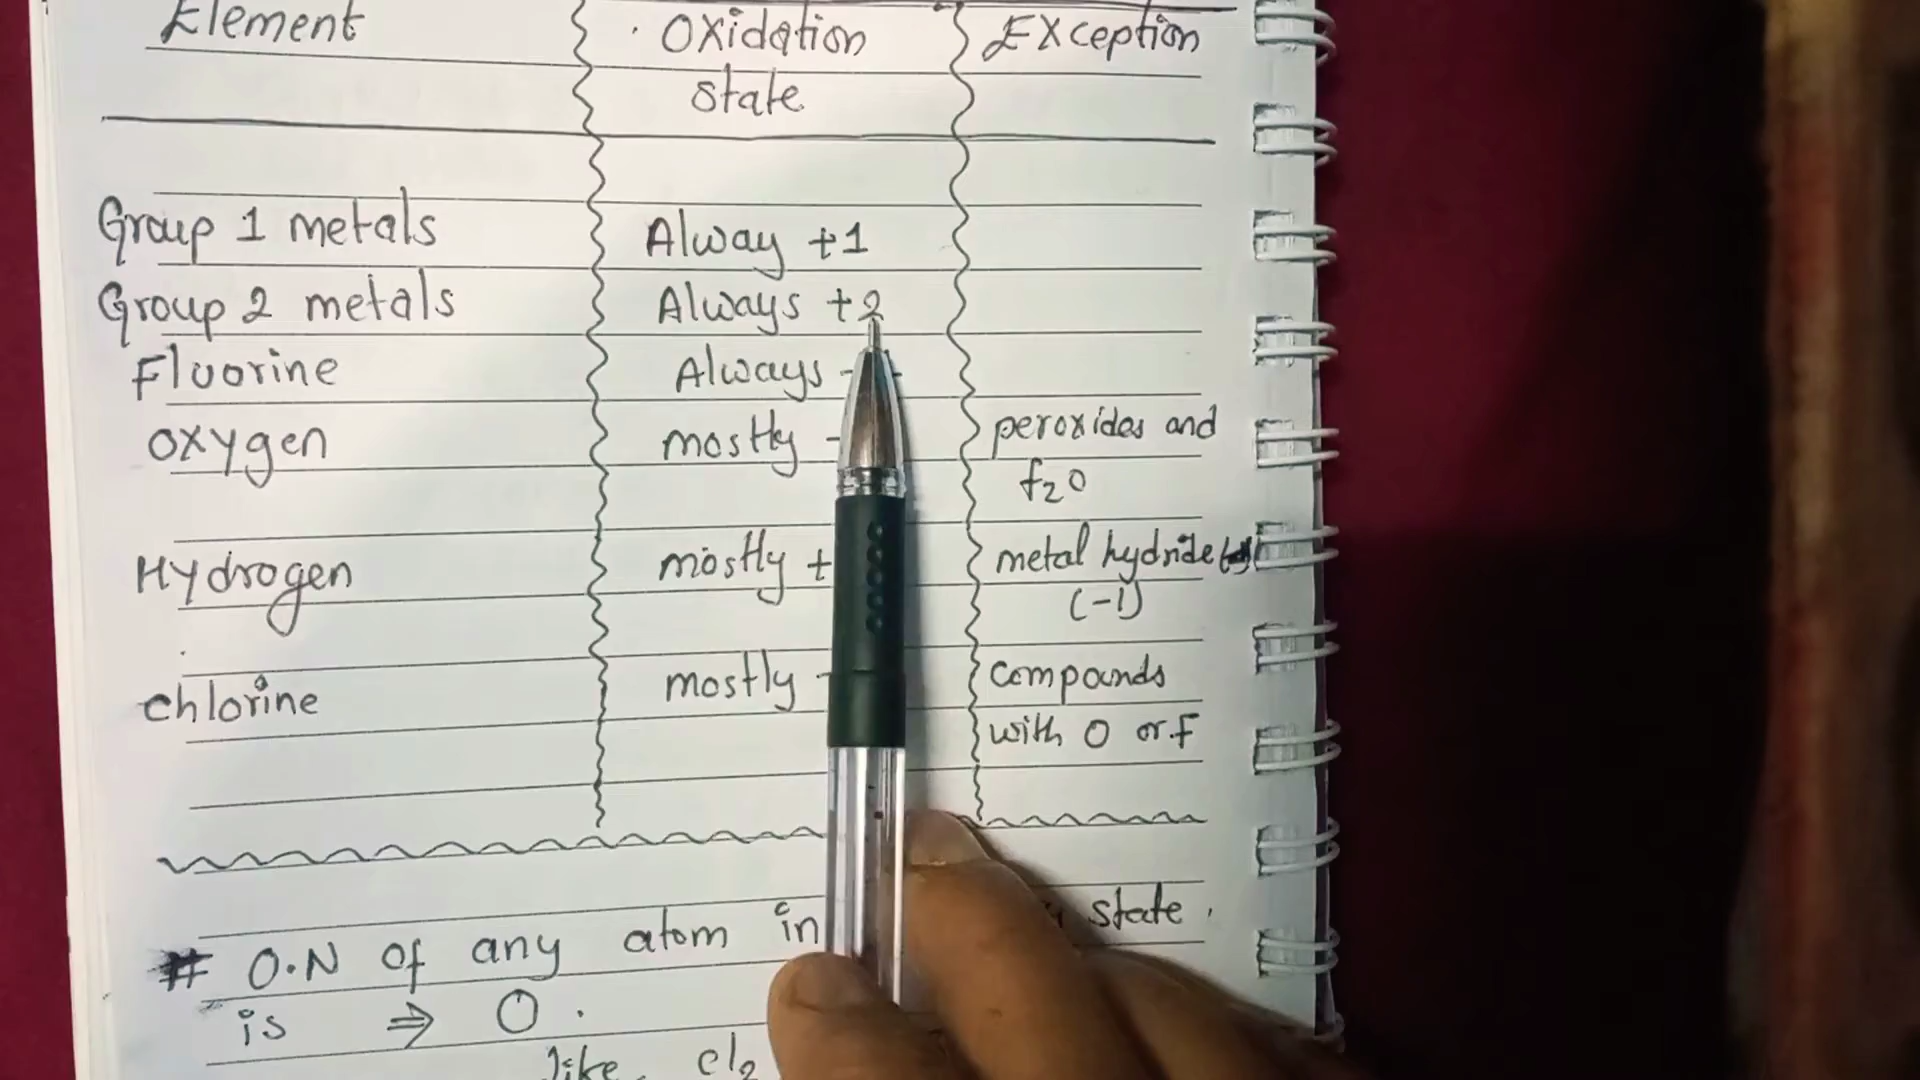 Element Oxidation Exception
state
Group 1 metals Alway +1
Group 2 metals Always +2
Fluorine Always -
Oxygen mostly - peroxides and
F2O
Hydrogen mostly + metal hydride
(-1)
chlorine mostly - compounds
with O or F
# O.N of any atom in state.
is ⇒ 0.
like cl2